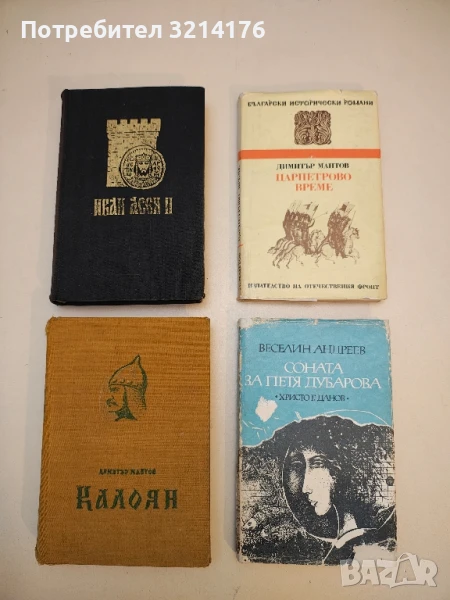 Потребител 3214176
ИВАН АСЕН II
БЪЛГАРСКИ ИСТОРИЧЕСКИ РОМАНИ
ДИМИТЪР МАНТОВ
ЦАРПЕТРОВО
ВРЕМЕ
ИЗДАТЕЛСТВО НА ОТЕЧЕСТВЕНИЯ ФРОНТ
ДИМИТЪР МАНТОВ
КАЛОЯН
ВЕСЕЛИН АНДРЕЕВ
СОНАТА
ЗА ПЕТЯ ДУБАРОВА
•ХРИСТО Г. ДАНОВ•
BAZAR